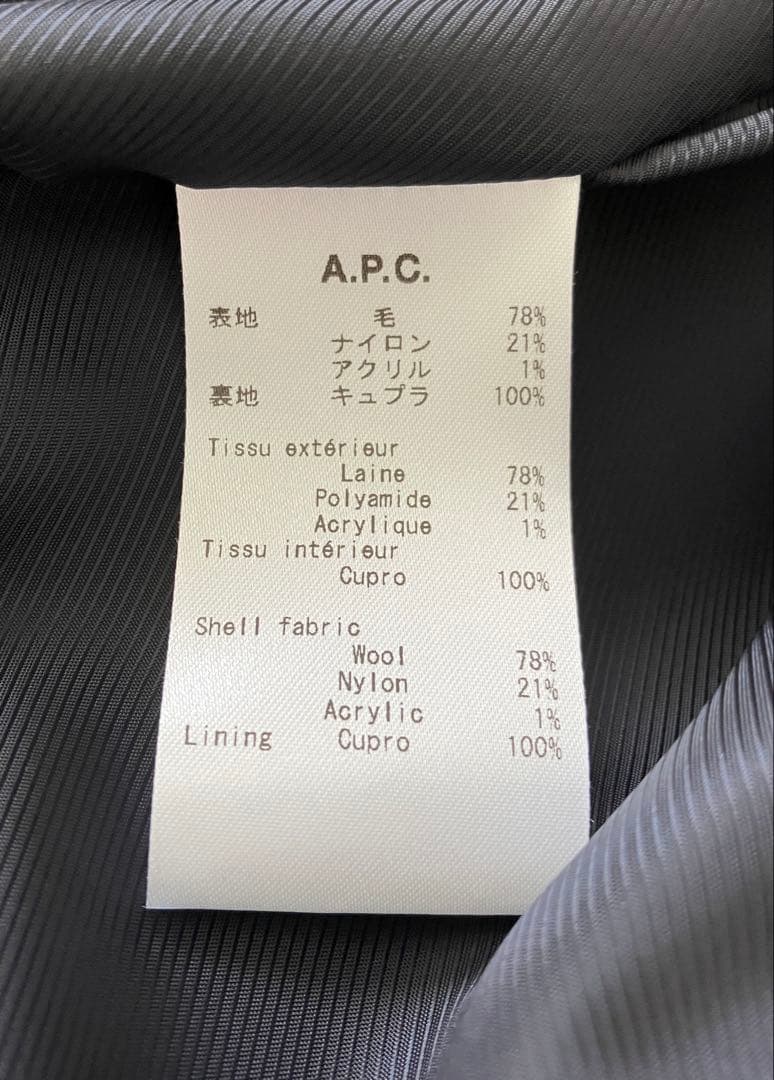 A.P.C.
表地 毛 78%
ナイロン 21%
アクリル 1%
裏地 キュプラ 100%
Tissu extérieur
Laine 78%
Polyamide 21%
Acrylique 1%
Tissu intérieur
Cupro 100%
Shell fabric
Wool 78%
Nylon 21%
Acrylic 1%
Lining Cupro 100%